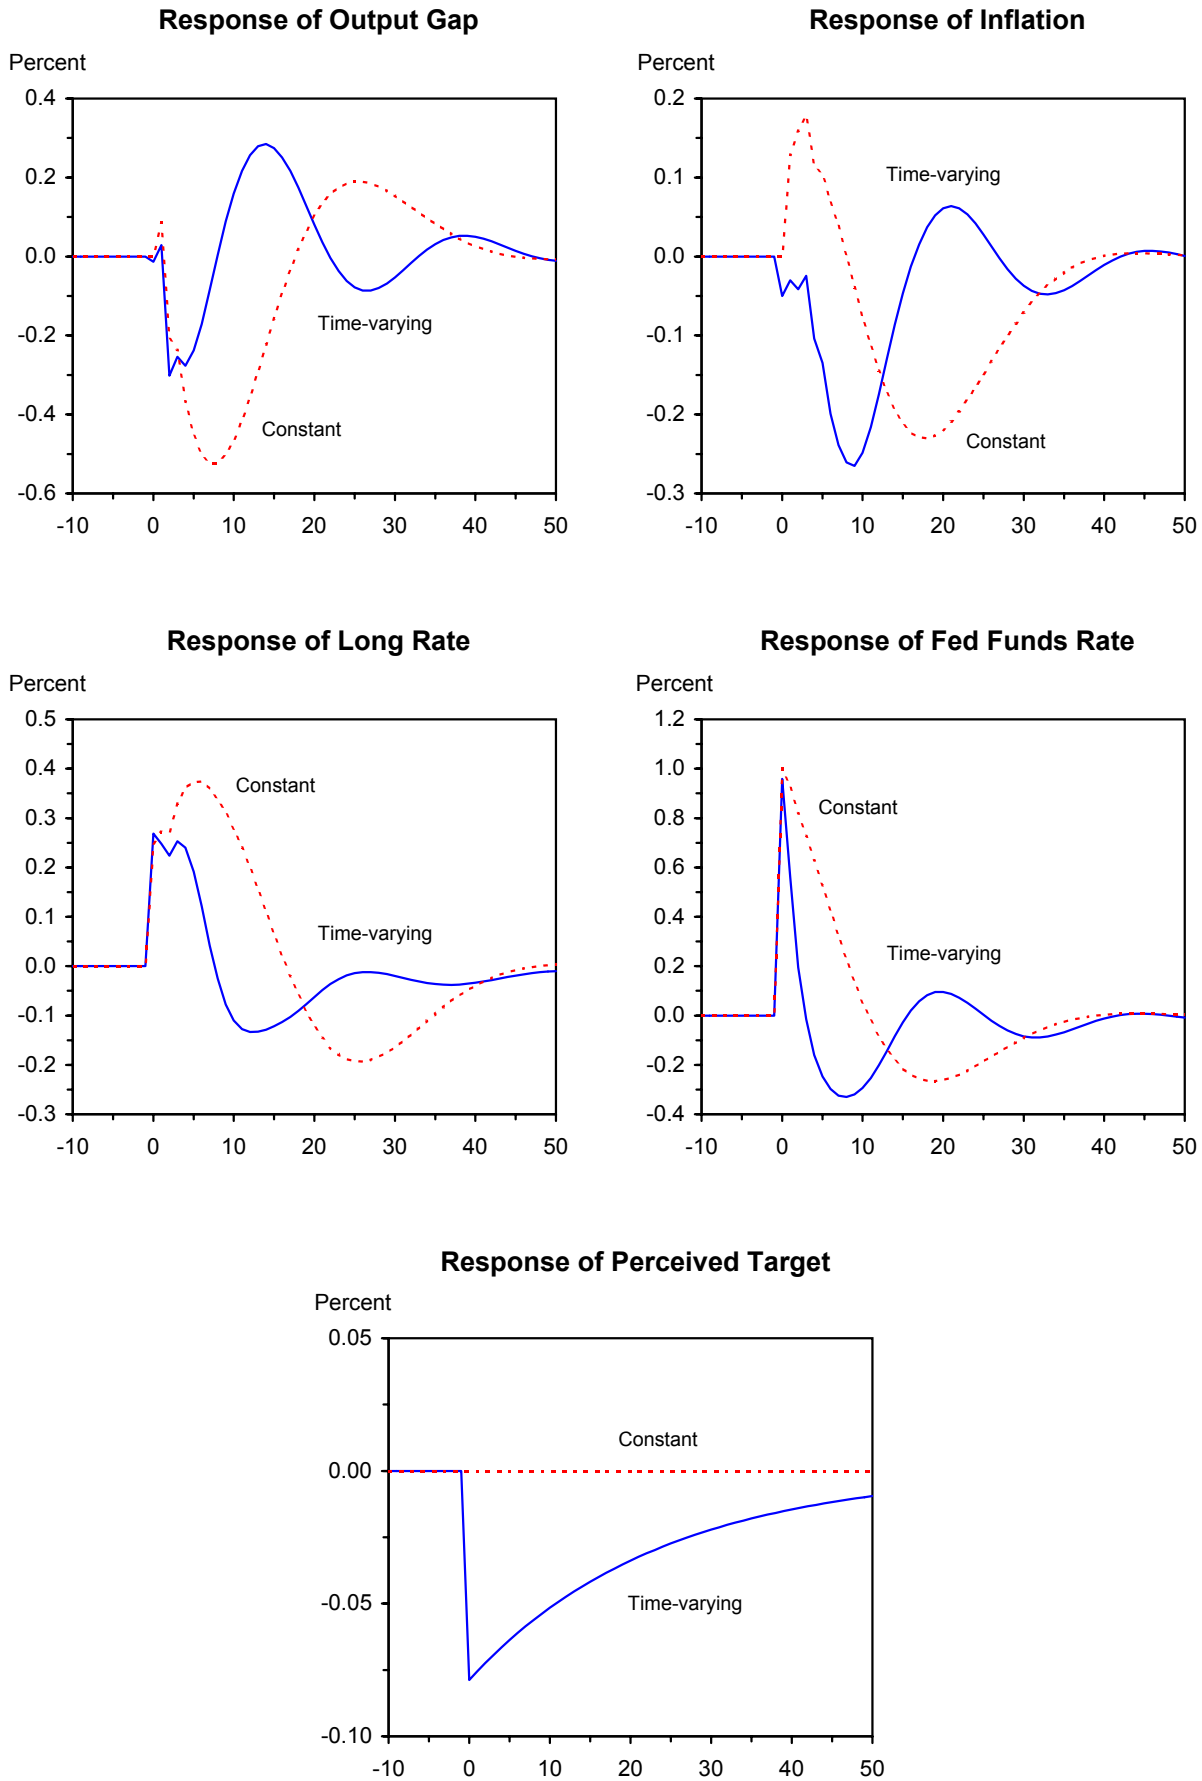 Response of Output Gap
Percent
0.4
0.2
0.0
-0.2
-0.4
-0.6
Time-varying
Constant
-10 0 10 20 30 40 50
Response of Inflation
Percent
0.2
0.1
0.0
-0.1
-0.2
-0.3
Time-varying
Constant
-10 0 10 20 30 40 50
Response of Long Rate
Percent
0.5
0.4
0.3
0.2
0.1
0.0
-0.1
-0.2
-0.3
Constant
Time-varying
-10 0 10 20 30 40 50
Response of Fed Funds Rate
Percent
1.2
1.0
0.8
0.6
0.4
0.2
0.0
-0.2
-0.4
Constant
Time-varying
-10 0 10 20 30 40 50
Response of Perceived Target
Percent
0.05
0.00
-0.05
-0.10
Constant
Time-varying
-10 0 10 20 30 40 50